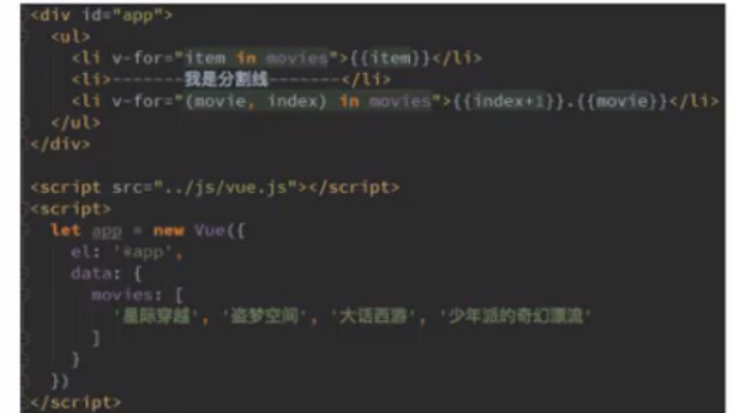 <div id="app">
<ul>
<li v-for="item in movies">{{item}}</li>
<li>-------我是分割线-------</li>
<li v-for="(movie, index) in movies">{{index+1}}.{{movie}}</li>
</ul>
</div>
<script src="../js/vue.js"></script>
<script>
let app = new Vue({
el: '#app',
data: {
movies: [
'星际穿越', '盗梦空间', '大话西游', '少年派的奇幻漂流'
]
}
})
</script>